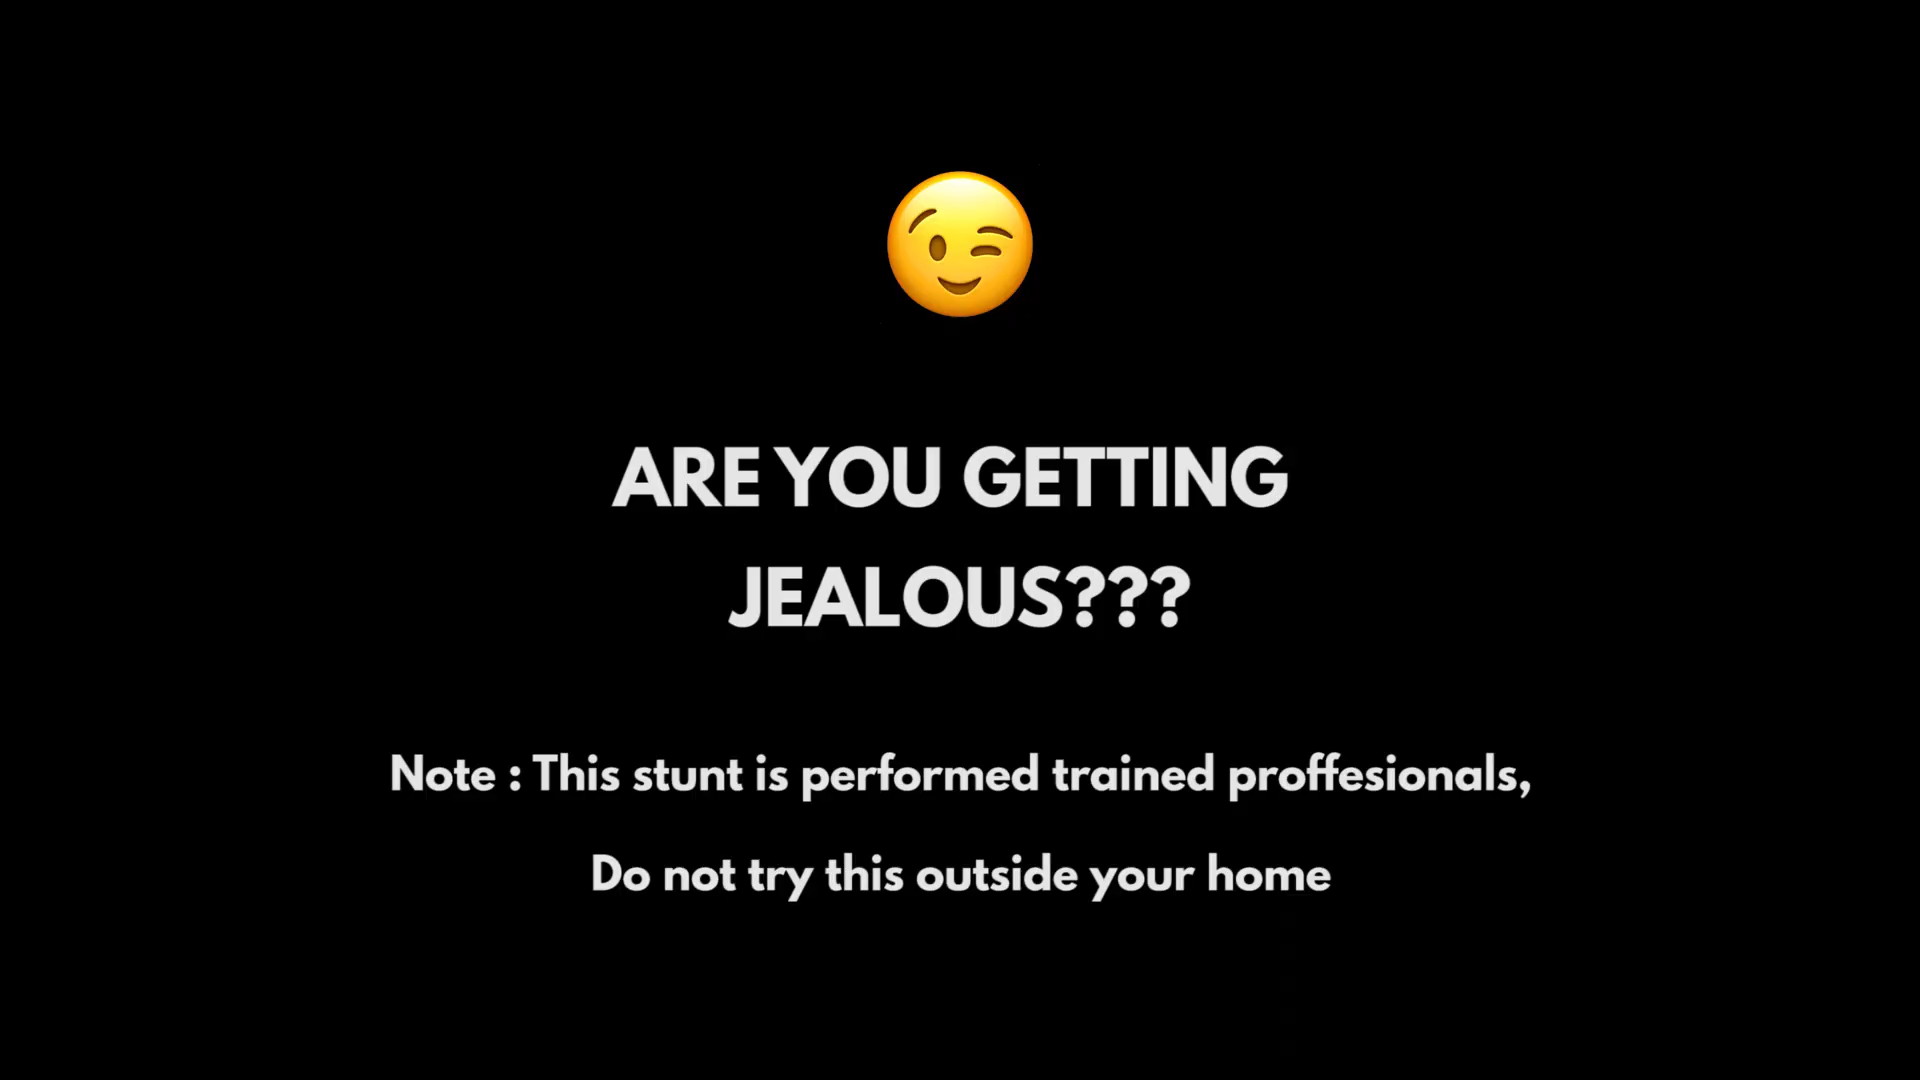 ARE YOU GETTING
JEALOUS???
Note : This stunt is performed trained proffesionals,
Do not try this outside your home